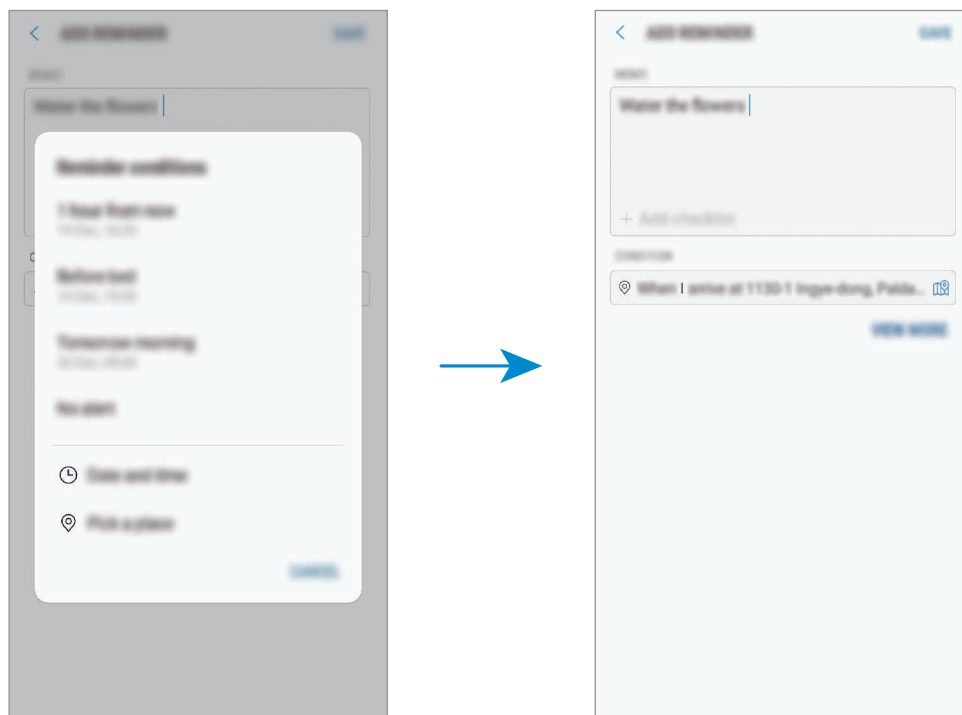 ADD REMINDER
SAVE
MEMO
Water the flowers
Reminder conditions
1 hour from now
Before bed
Tomorrow morning
No alert
Date and time
Pick a place
CANCEL
ADD REMINDER
SAVE
MEMO
Water the flowers
+ Add checklist
CONDITION
When I arrive at 1130-1 Ingye-dong, Palda...
VIEW MORE